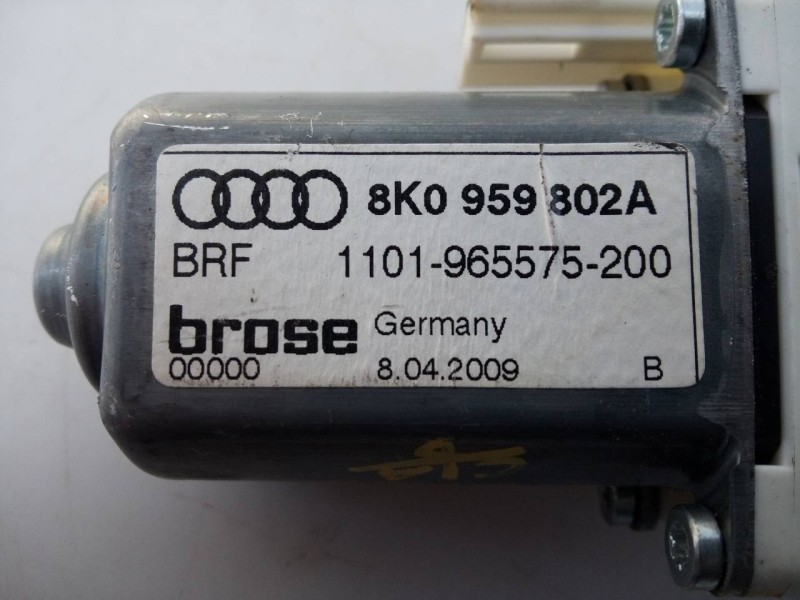 8K0 959 802A
BRF 1101-965575-200
brose Germany
00000 8.04.2009 B